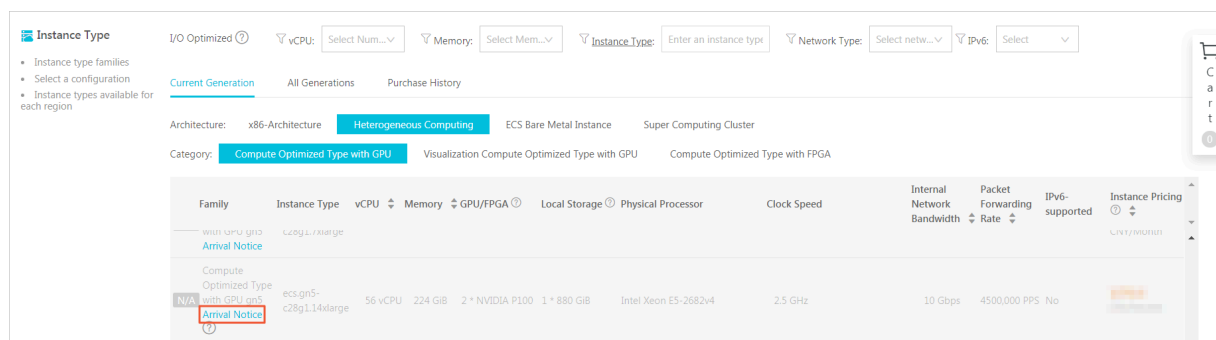 Instance Type
• Instance type families
• Select a configuration
• Instance types available for
each region
I/O Optimized ?
vCPU: Select Num...
Memory: Select Mem...
Instance Type: Enter an instance type
Network Type: Select netw...
IPv6: Select
Current Generation All Generations Purchase History
Architecture: x86-Architecture Heterogeneous Computing ECS Bare Metal Instance Super Computing Cluster
Category: Compute Optimized Type with GPU Visualization Compute Optimized Type with GPU Compute Optimized Type with FPGA
Family
Instance Type
vCPU
Memory
GPU/FPGA ?
Local Storage ?
Physical Processor
Clock Speed
Internal
Network
Bandwidth
Packet
Forwarding
Rate
IPv6-
supported
Instance Pricing
?
with GPU gn5
c28g1.7xlarge
CNY/Month
Arrival Notice
N/A
Compute
Optimized Type
with GPU gn5
Arrival Notice
?
ecs.gn5-
c28g1.14xlarge
56 vCPU
224 GiB
2 * NVIDIA P100
1 * 880 GiB
Intel Xeon E5-2682v4
2.5 GHz
10 Gbps
4500,000 PPS
No
C
a
r
t
0